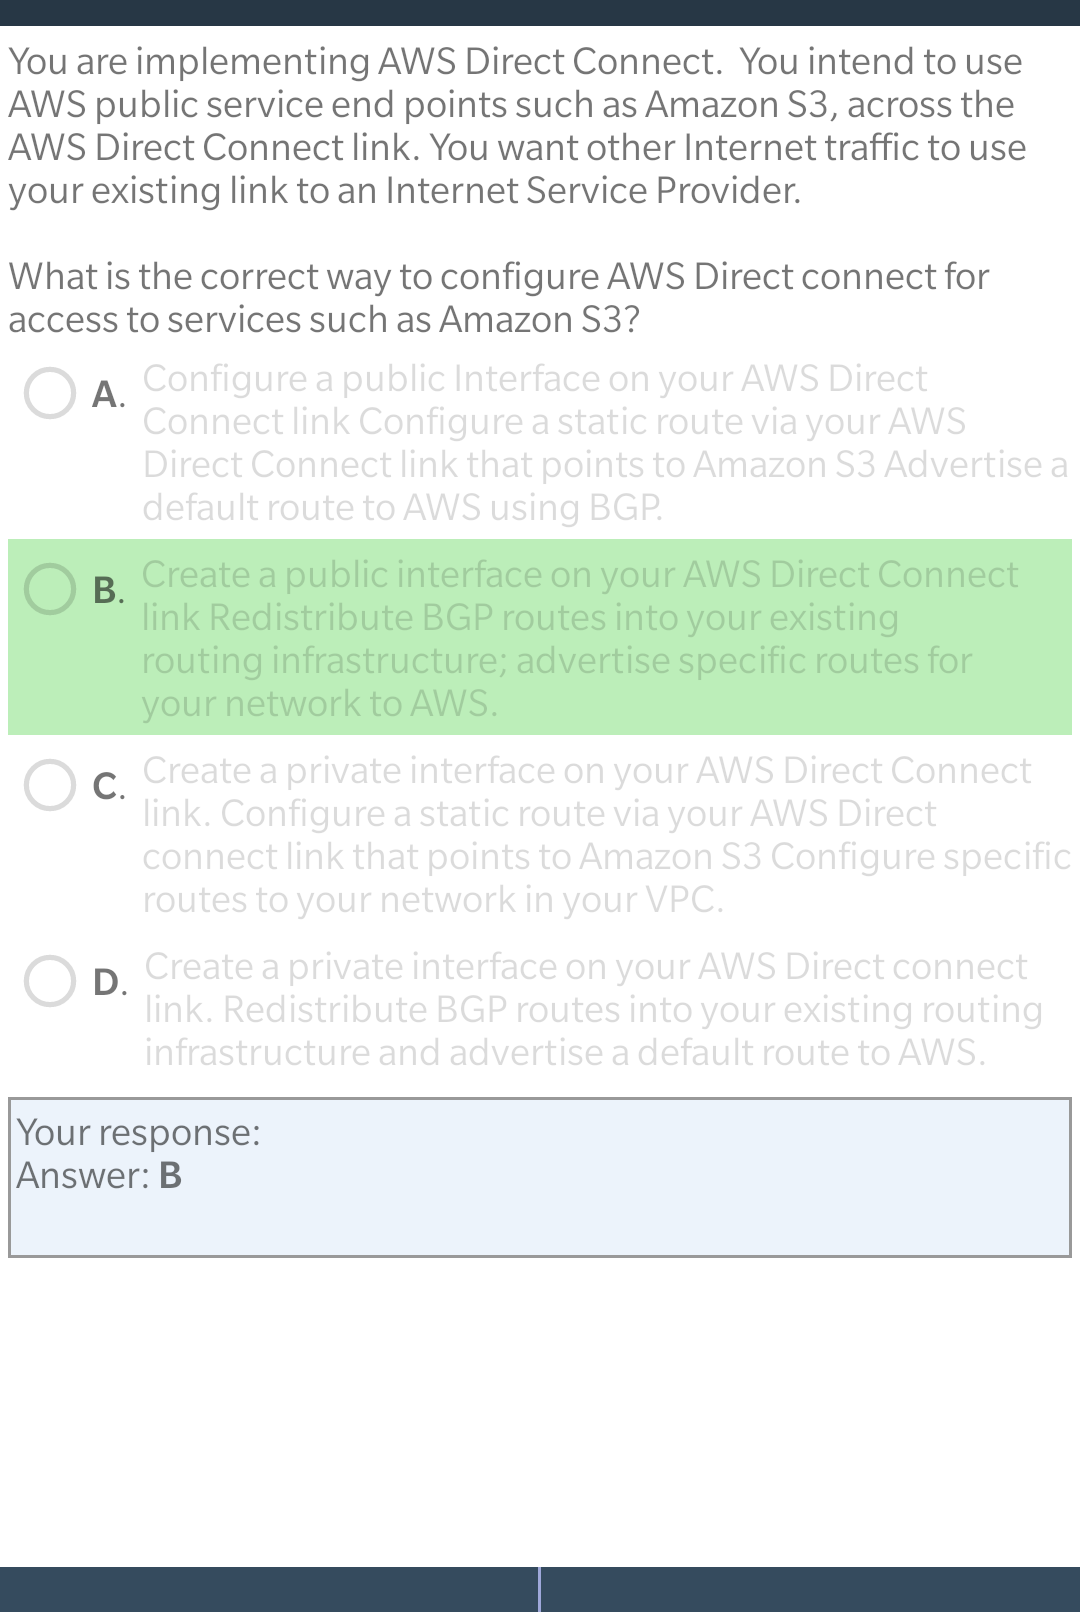 You are implementing AWS Direct Connect.  You intend to use
AWS public service end points such as Amazon S3, across the
AWS Direct Connect link. You want other Internet traffic to use
your existing link to an Internet Service Provider.
What is the correct way to configure AWS Direct connect for
access to services such as Amazon S3?
A. Configure a public Interface on your AWS Direct
Connect link Configure a static route via your AWS
Direct Connect link that points to Amazon S3 Advertise a
default route to AWS using BGP.
B. Create a public interface on your AWS Direct Connect
link Redistribute BGP routes into your existing
routing infrastructure; advertise specific routes for
your network to AWS.
C. Create a private interface on your AWS Direct Connect
link. Configure a static route via your AWS Direct
connect link that points to Amazon S3 Configure specific
routes to your network in your VPC.
D. Create a private interface on your AWS Direct connect
link. Redistribute BGP routes into your existing routing
infrastructure and advertise a default route to AWS.
Your response:
Answer: B